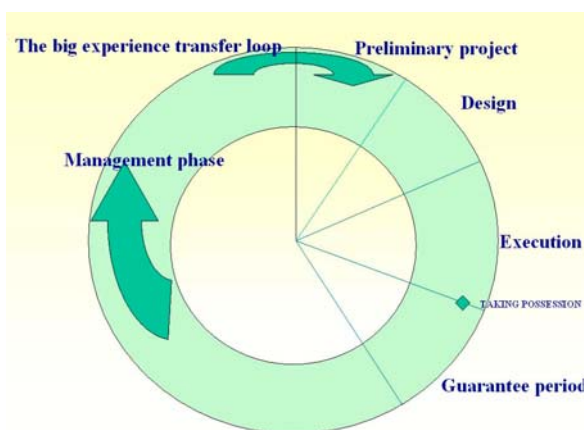 The big experience transfer loop
Preliminary project
Design
Management phase
Execution
TAKING POSSESSION
Guarantee period